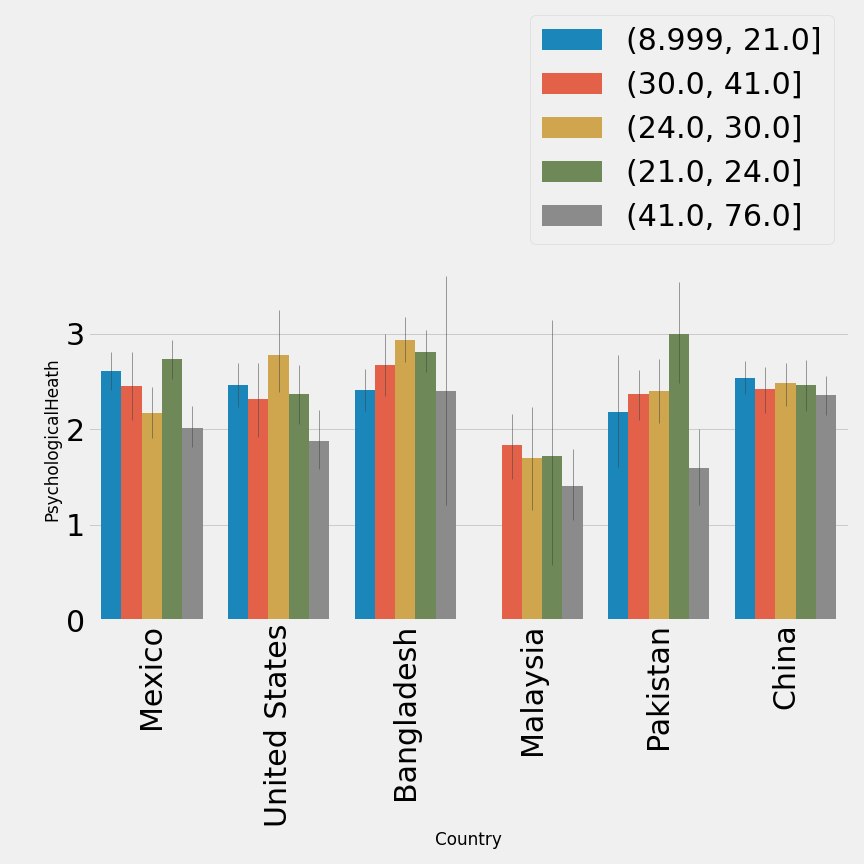 (8.999, 21.0]
(30.0, 41.0]
(24.0, 30.0]
(21.0, 24.0]
(41.0, 76.0]
3
2
1
0
PsychologicalHeath
Mexico
United States
Bangladesh
Malaysia
Pakistan
China
Country